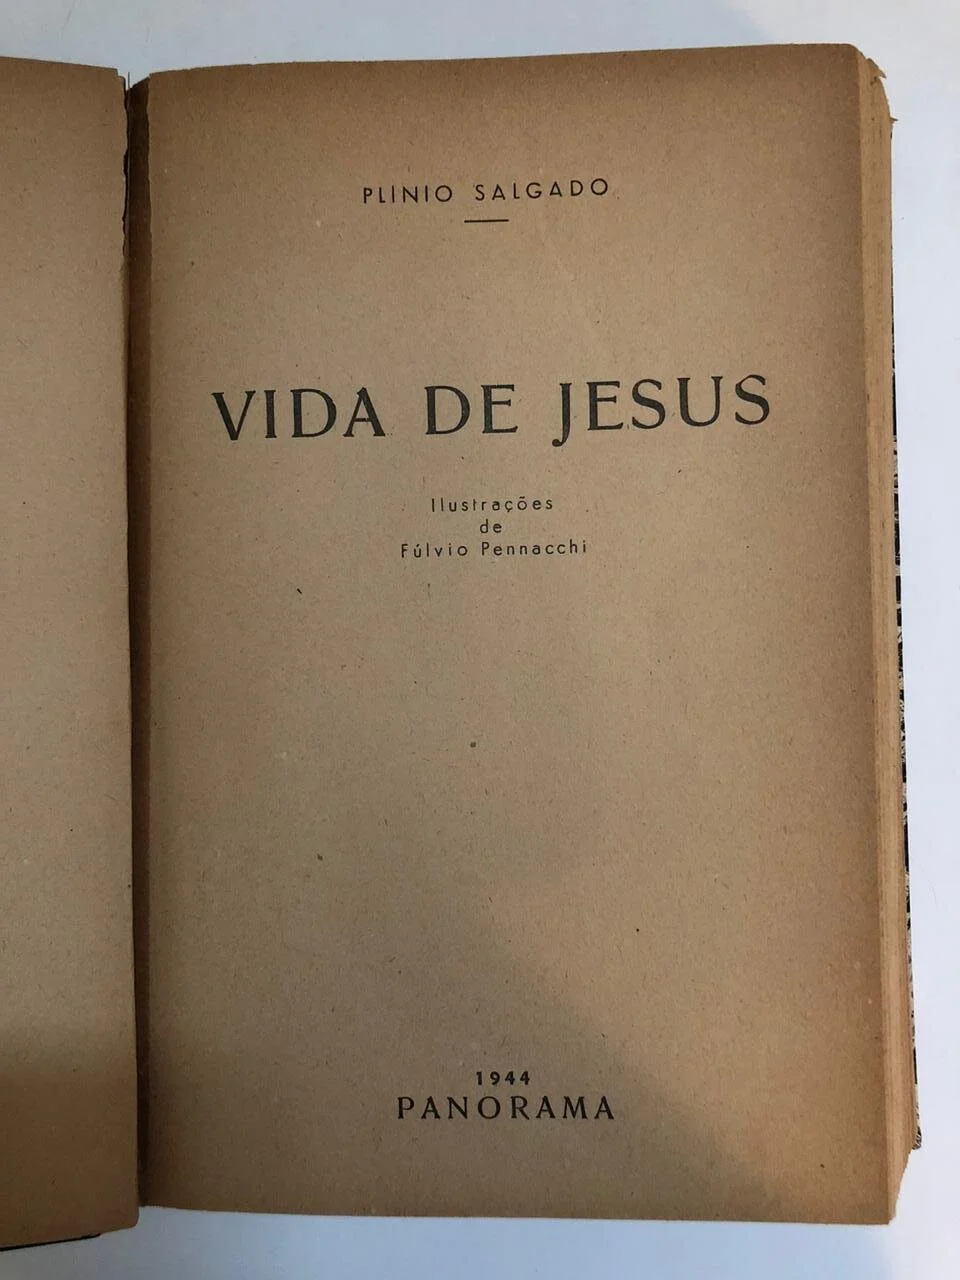 PLINIO SALGADO
VIDA DE JESUS
Ilustrações
de
Fúlvio Pennacchi
1944
PANORAMA